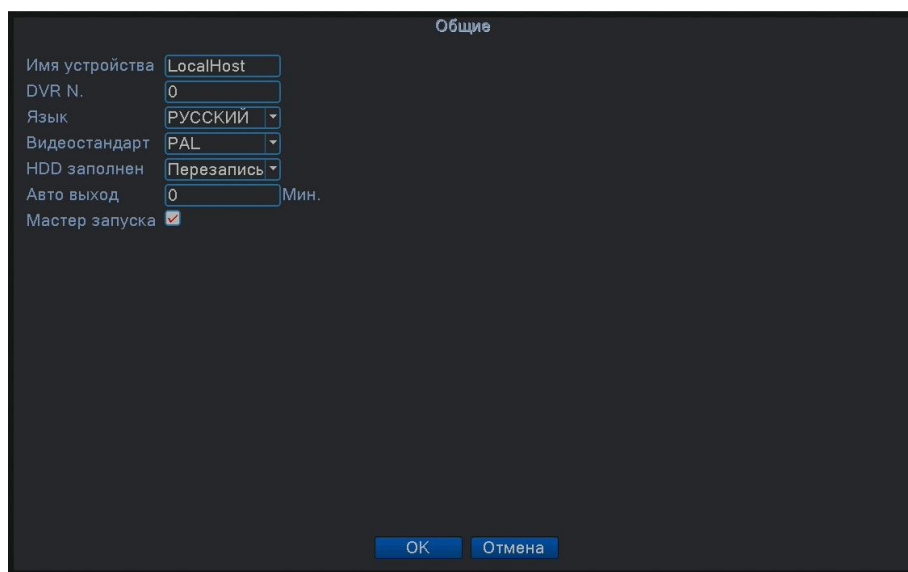 Общие
Имя устройства LocalHost
DVR N. 0
Язык РУССКИЙ
Видеостандарт PAL
HDD заполнен Перезапись
Авто выход 0 Мин.
Мастер запуска
OK Отмена